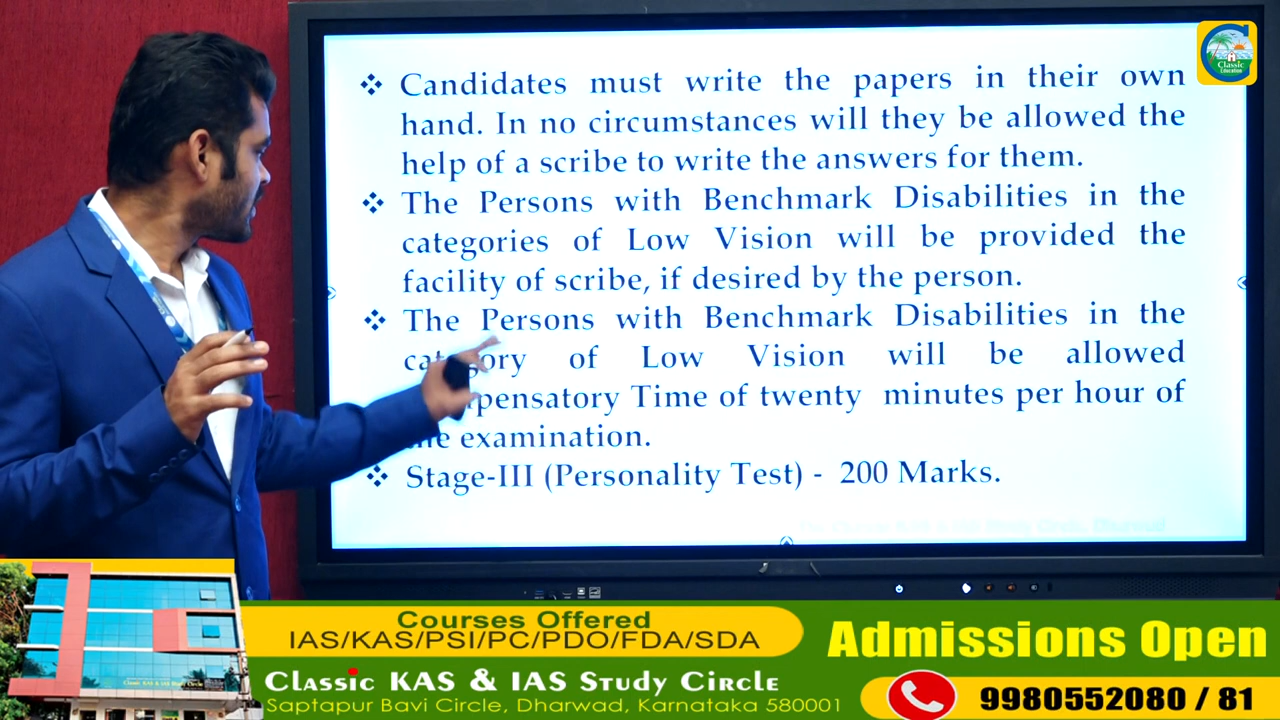 Classic
Education
❖ Candidates must write the papers in their own
hand. In no circumstances will they be allowed the
help of a scribe to write the answers for them.
❖ The Persons with Benchmark Disabilities in the
categories of Low Vision will be provided the
facility of scribe, if desired by the person.
❖ The Persons with Benchmark Disabilities in the
category of Low Vision will be allowed
Time of twenty minutes per hour of
examination.
❖ Stage-III (Personality Test) - 200 Marks.
Courses Offered
IAS/KAS/PSI/PC/PDO/FDA/SDA
Admissions Open
Classic KAS & IAS Study Circle
Saptapur Bavi Circle, Dharwad, Karnataka 580001
9980552080 / 81